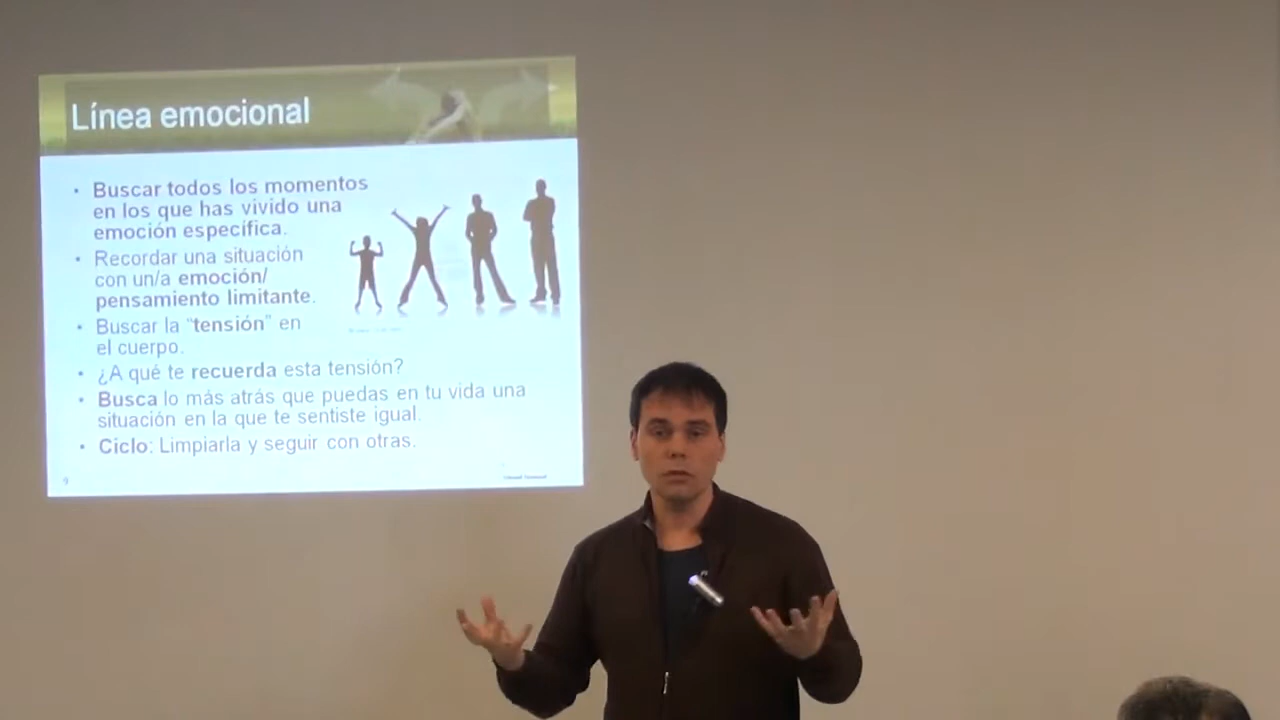 Línea emocional
• Buscar todos los momentos
en los que has vivido una
emoción específica.
• Recordar una situación
con un/a emoción/
pensamiento limitante.
• Buscar la “tensión” en
el cuerpo.
• ¿A qué te recuerda esta tensión?
• Busca lo más atrás que puedas en tu vida una
situación en la que te sentiste igual.
• Ciclo: Limpiarla y seguir con otras.
9